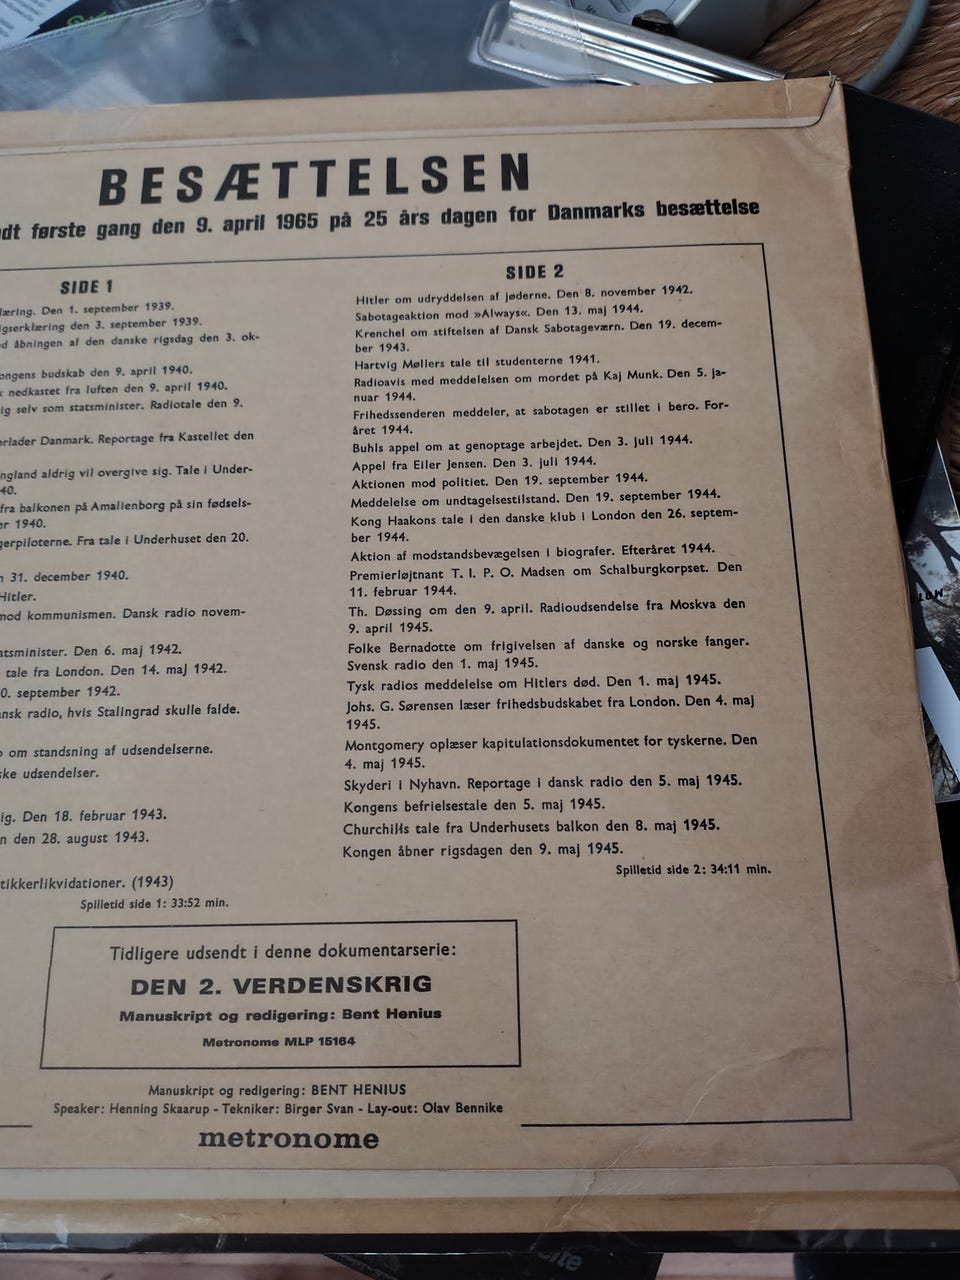 BESÆTTELSEN
dt første gang den 9. april 1965 på 25 års dagen for Danmarks besættelse
SIDE 1
læring. Den 1. september 1939.
igserklæring den 3. september 1939.
d åbningen af den danske rigsdag den 3. ok-
ongens budskab den 9. april 1940.
k nedkastet fra luften den 9. april 1940.
ig selv som statsminister. Radiotale den 9.
orlader Danmark. Reportage fra Kastellet den
ngland aldrig vil overgive sig. Tale i Under-
40.
fra balkonen på Amalienborg på sin fødsels-
er 1940.
gerpiloterne. Fra tale i Underhuset den 20.
n 31. december 1940.
Hitler.
mod kommunismen. Dansk radio novem-
atsminister. Den 6. maj 1942.
tale fra London. Den 14. maj 1942.
0. september 1942.
ansk radio, hvis Stalingrad skulle falde.
o om standsning af udsendelserne.
ske udsendelser.
ig. Den 18. februar 1943.
n den 28. august 1943.
tikkerlikvidationer. (1943)
Spilletid side 1: 33:52 min.
SIDE 2
Hitler om udryddelsen af jøderne. Den 8. november 1942.
Sabotageaktion mod »Always«. Den 13. maj 1944.
Krenchel om stiftelsen af Dansk Sabotageværn. Den 19. decem-
ber 1943.
Hartvig Møllers tale til studenterne 1941.
Radioavis med meddelelsen om mordet på Kaj Munk. Den 5. ja-
nuar 1944.
Frihedssenderen meddeler, at sabotagen er stillet i bero. For-
året 1944.
Buhls appel om at genoptage arbejdet. Den 3. juli 1944.
Appel fra Eiler Jensen. Den 3. juli 1944.
Aktionen mod politiet. Den 19. september 1944.
Meddelelse om undtagelsestilstand. Den 19. september 1944.
Kong Haakons tale i den danske klub i London den 26. septem-
ber 1944.
Aktion af modstandsbevægelsen i biografer. Efteråret 1944.
Premierløjtnant T. I. P. O. Madsen om Schalburgkorpset. Den
11. februar 1944.
Th. Døssing om den 9. april. Radioudsendelse fra Moskva den
9. april 1945.
Folke Bernadotte om frigivelsen af danske og norske fanger.
Svensk radio den 1. maj 1945.
Tysk radios meddelelse om Hitlers død. Den 1. maj 1945.
Johs. G. Sørensen læser frihedsbudskabet fra London. Den 4. maj
1945.
Montgomery oplæser kapitulationsdokumentet for tyskerne. Den
4. maj 1945.
Skyderi i Nyhavn. Reportage i dansk radio den 5. maj 1945.
Kongens befrielsestale den 5. maj 1945.
Churchills tale fra Underhusets balkon den 8. maj 1945.
Kongen åbner rigsdagen den 9. maj 1945.
Spilletid side 2: 34:11 min.
Tidligere udsendt i denne dokumentarserie:
DEN 2. VERDENSKRIG
Manuskript og redigering: Bent Henius
Metronome MLP 15164
Manuskript og redigering: BENT HENIUS
Speaker: Henning Skaarup - Tekniker: Birger Svan - Lay-out: Olav Bennike
metronome